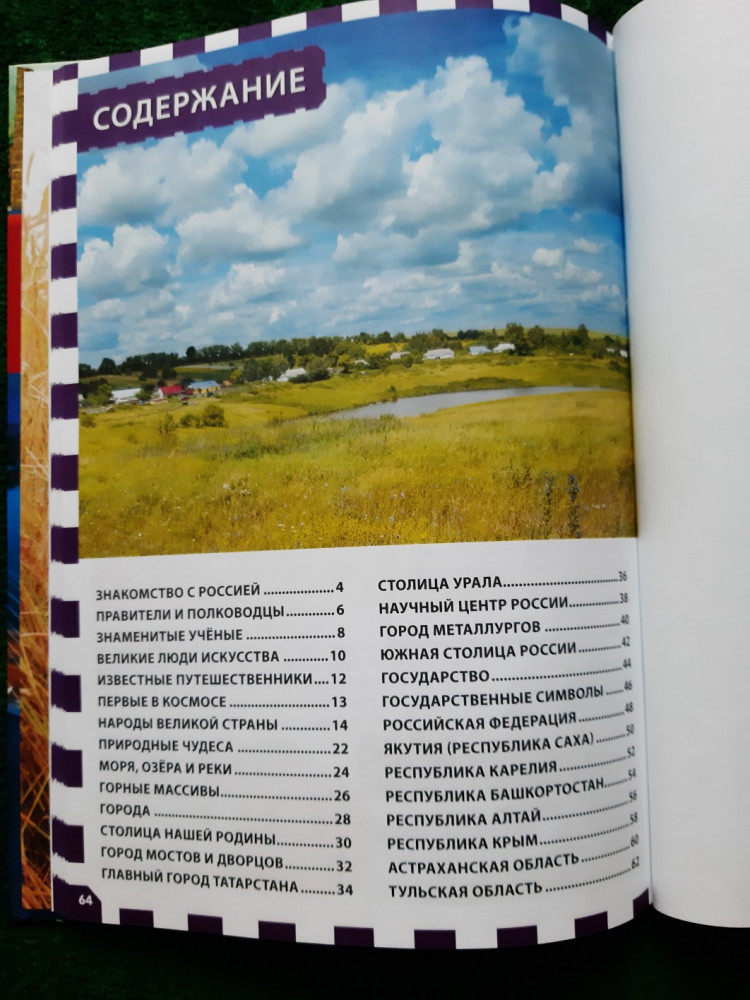 СОДЕРЖАНИЕ
ЗНАКОМСТВО С РОССИЕЙ ..................4
ПРАВИТЕЛИ И ПОЛКОВОДЦЫ ............6
ЗНАМЕНИТЫЕ УЧЁНЫЕ .......................8
ВЕЛИКИЕ ЛЮДИ ИСКУССТВА ............10
ИЗВЕСТНЫЕ ПУТЕШЕСТВЕННИКИ ....12
ПЕРВЫЕ В КОСМОСЕ ..........................13
НАРОДЫ ВЕЛИКОЙ СТРАНЫ .............14
ПРИРОДНЫЕ ЧУДЕСА ........................22
МОРЯ, ОЗЁРА И РЕКИ .........................24
ГОРНЫЕ МАССИВЫ............................26
ГОРОДА .............................................28
СТОЛИЦА НАШЕЙ РОДИНЫ..............30
ГОРОД МОСТОВ И ДВОРЦОВ.............32
ГЛАВНЫЙ ГОРОД ТАТАРСТАНА.........34
СТОЛИЦА УРАЛА..............................36
НАУЧНЫЙ ЦЕНТР РОССИИ..............38
ГОРОД МЕТАЛЛУРГОВ ....................40
ЮЖНАЯ СТОЛИЦА РОССИИ ...........42
ГОСУДАРСТВО.................................44
ГОСУДАРСТВЕННЫЕ СИМВОЛЫ .....46
РОССИЙСКАЯ ФЕДЕРАЦИЯ ............48
ЯКУТИЯ (РЕСПУБЛИКА САХА) ........50
РЕСПУБЛИКА КАРЕЛИЯ .................52
РЕСПУБЛИКА БАШКОРТОСТАН......54
РЕСПУБЛИКА АЛТАЙ .....................56
РЕСПУБЛИКА КРЫМ......................58
АСТРАХАНСКАЯ ОБЛАСТЬ .............60
ТУЛЬСКАЯ ОБЛАСТЬ .....................62
64